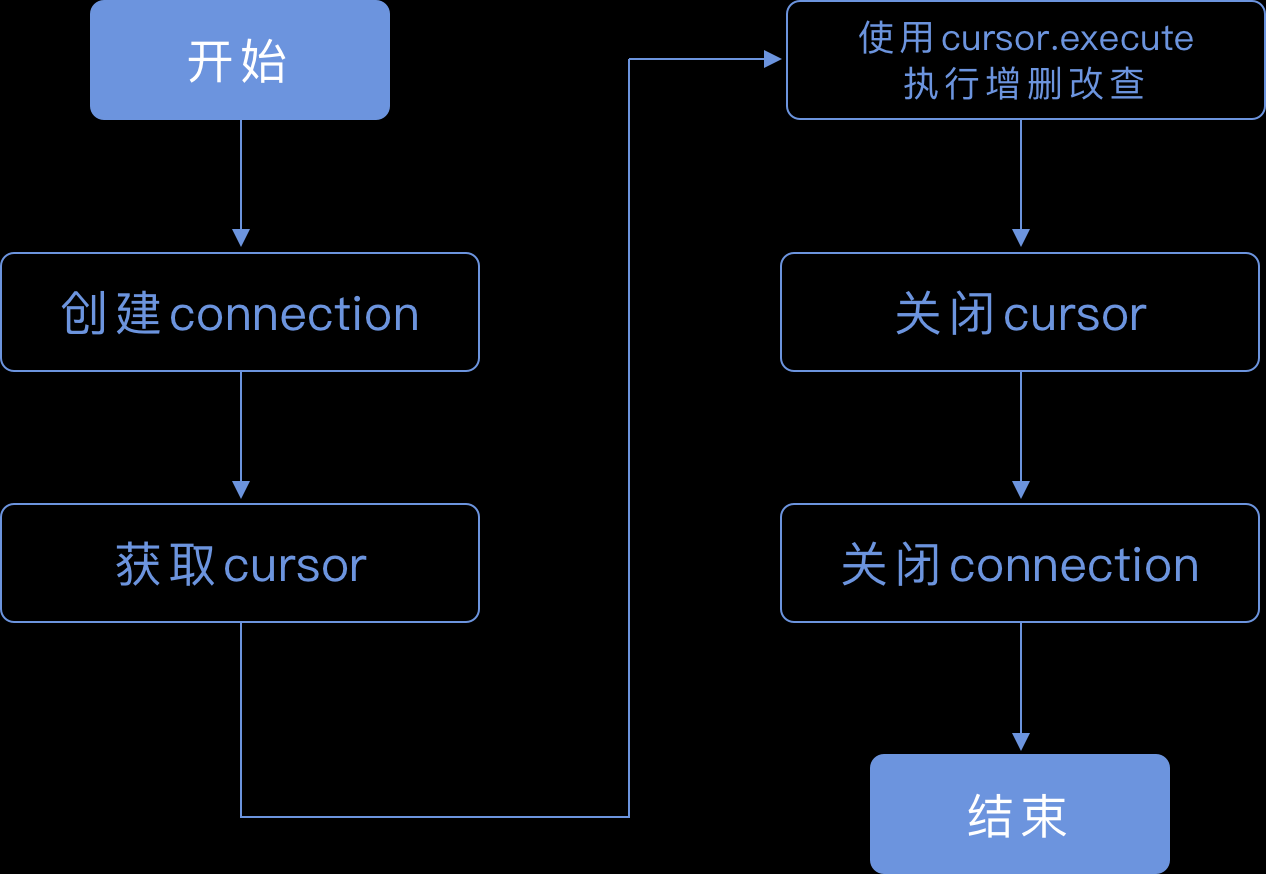 开始
创建connection
获取cursor
使用cursor.execute
执行增删改查
关闭cursor
关闭connection
结束